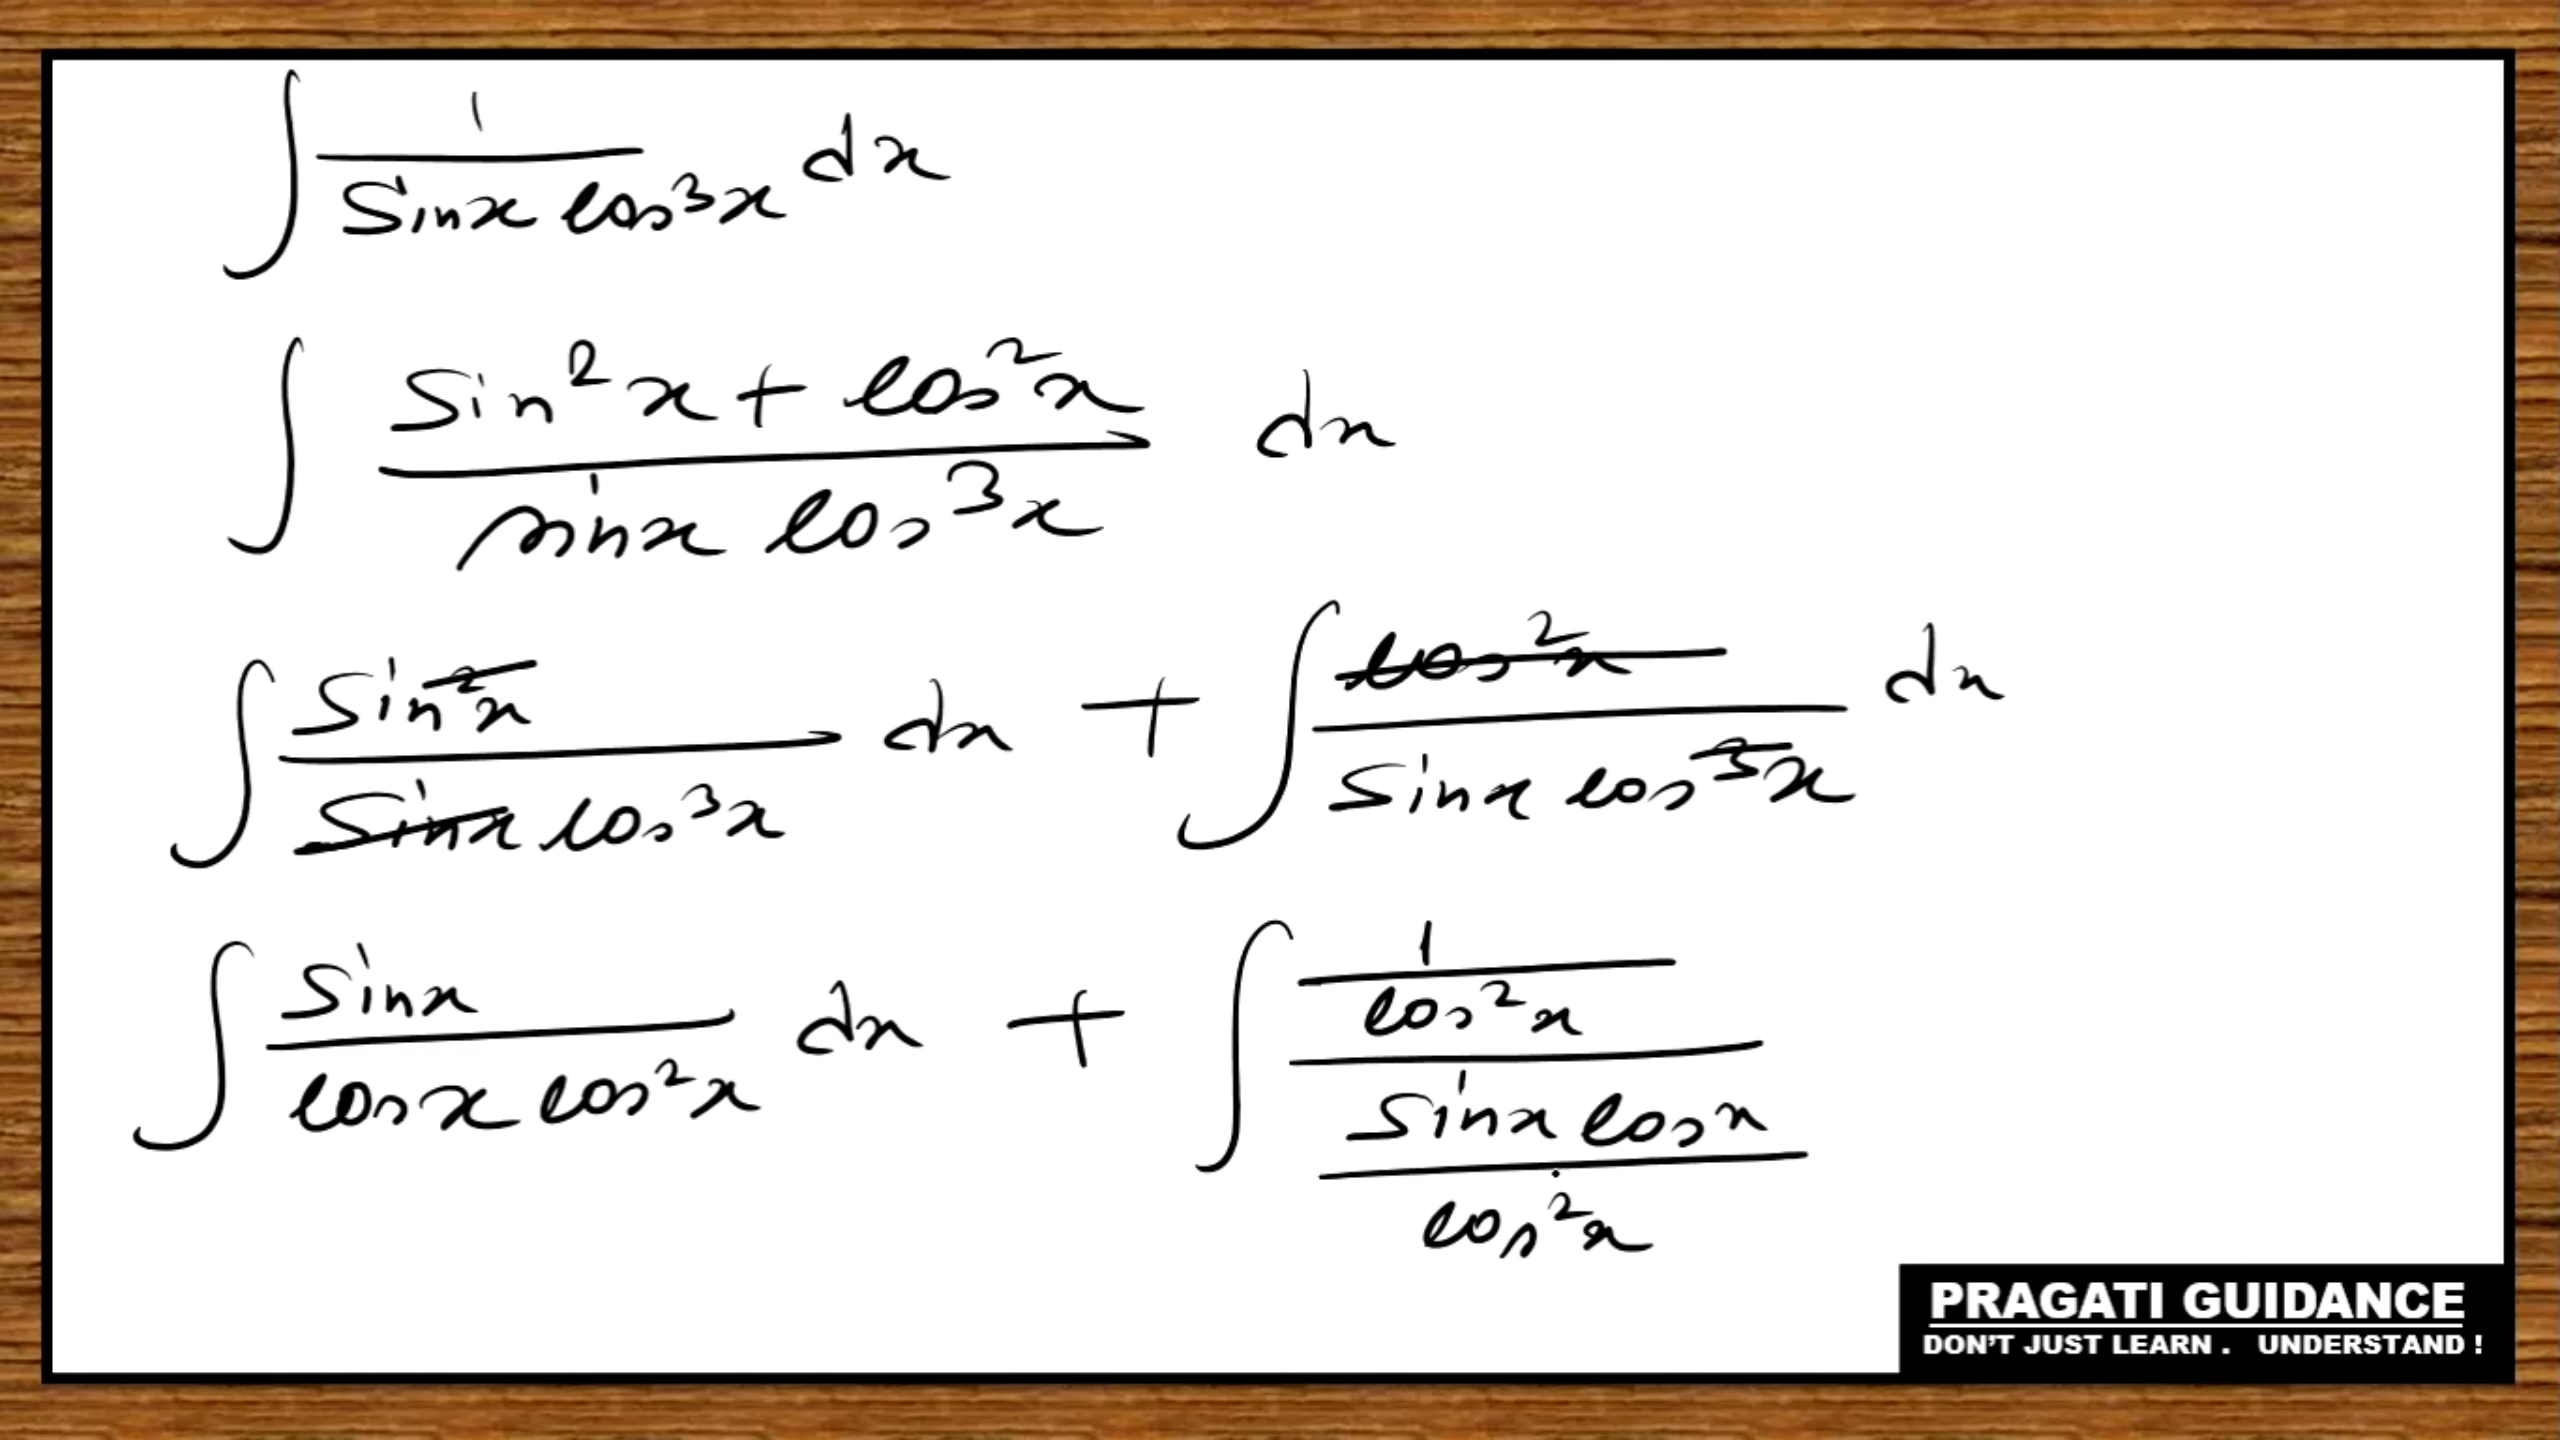 ∫ 1/(Sinx cos³x) dx
∫ (Sin²x + cos²x)/(sinx cos³x) dx
∫ Sin²x/(Sinx cos³x) dx + ∫ cos²x/(Sinx cos³x) dx
∫ Sinx/(cosx cos²x) dx + ∫ (1/cos²x)/((Sinx cosx)/cos²x)
PRAGATI GUIDANCE
DON'T JUST LEARN . UNDERSTAND !